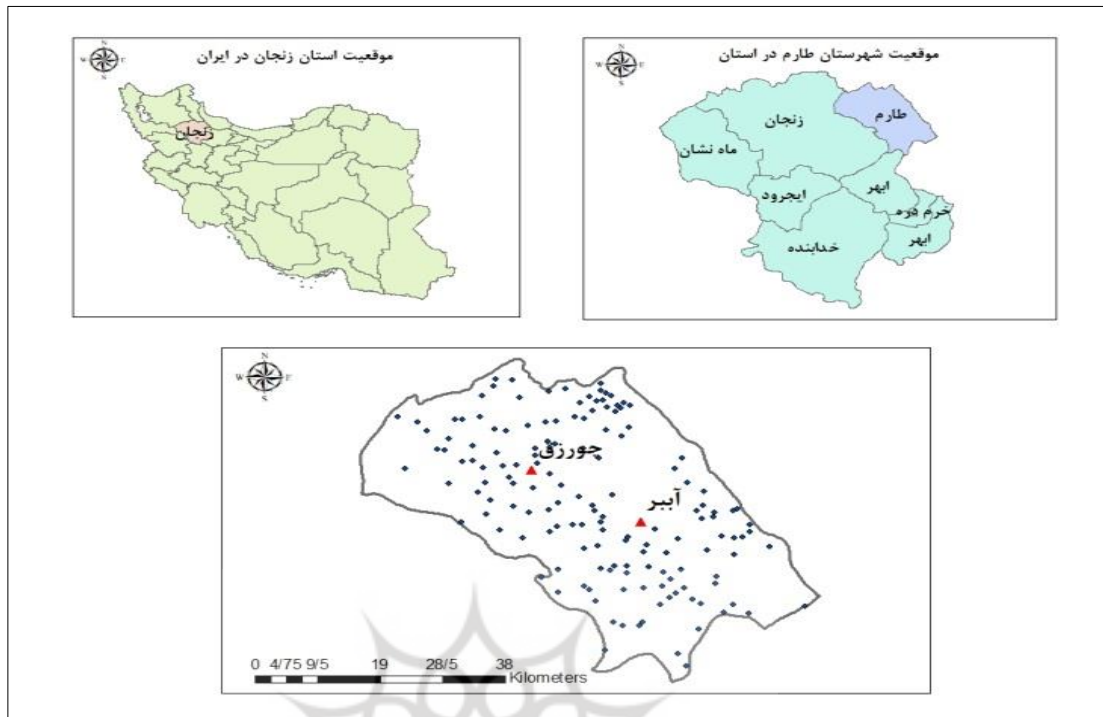 موقعیت استان زنجان در ایران
N
W
E
S
زنجان
موقعیت شهرستان طارم در استان
N
W
E
S
طارم
زنجان
ماه نشان
ابهر
ایجرود
خرم دره
ابهر
خدابنده
N
W
E
S
چورزق
آببر
0 4/75 9/5 19 28/5 38
Kilometers